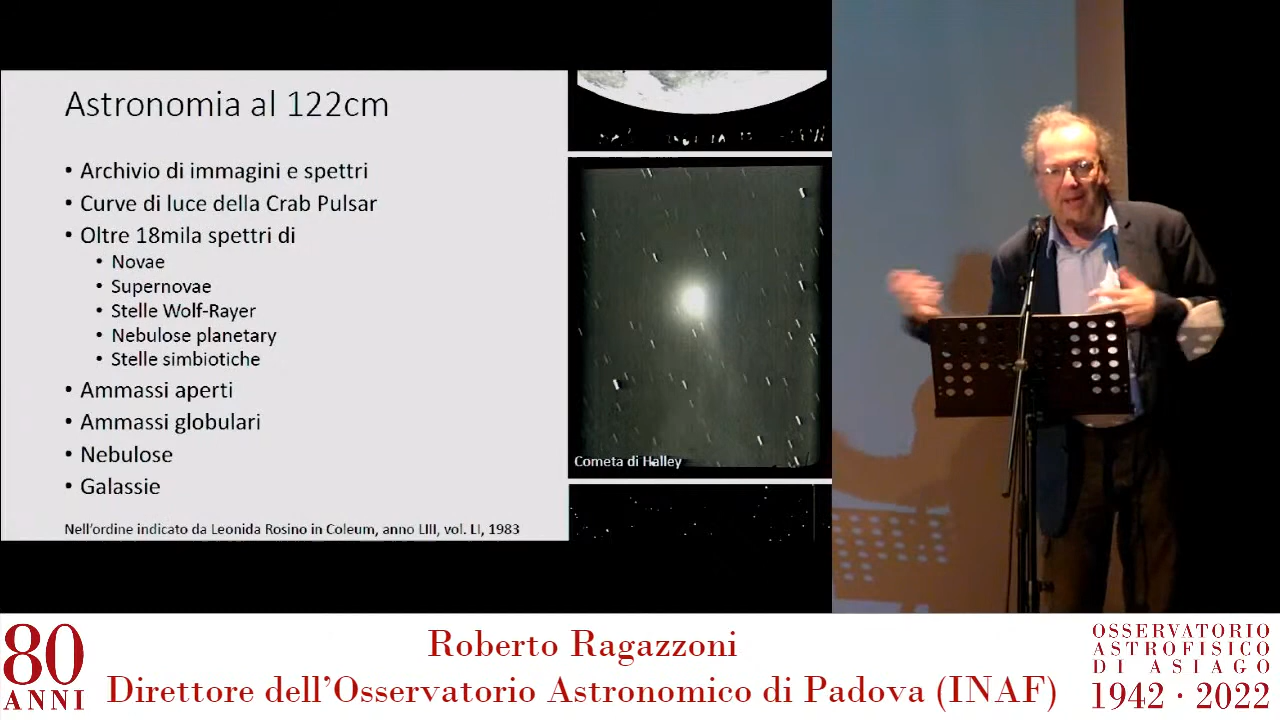 Astronomia al 122cm
• Archivio di immagini e spettri
• Curve di luce della Crab Pulsar
• Oltre 18mila spettri di
• Novae
• Supernovae
• Stelle Wolf-Rayer
• Nebulose planetary
• Stelle simbiotiche
• Ammassi aperti
• Ammassi globulari
• Nebulose
• Galassie
Nell'ordine indicato da Leonida Rosino in Coleum, anno LIII, vol. LI, 1983
Cometa di Halley
80
ANNI
Roberto Ragazzoni
Direttore dell'Osservatorio Astronomico di Padova (INAF)
OSSERVATORIO
ASTROFISICO
DI ASIAGO
1942 · 2022